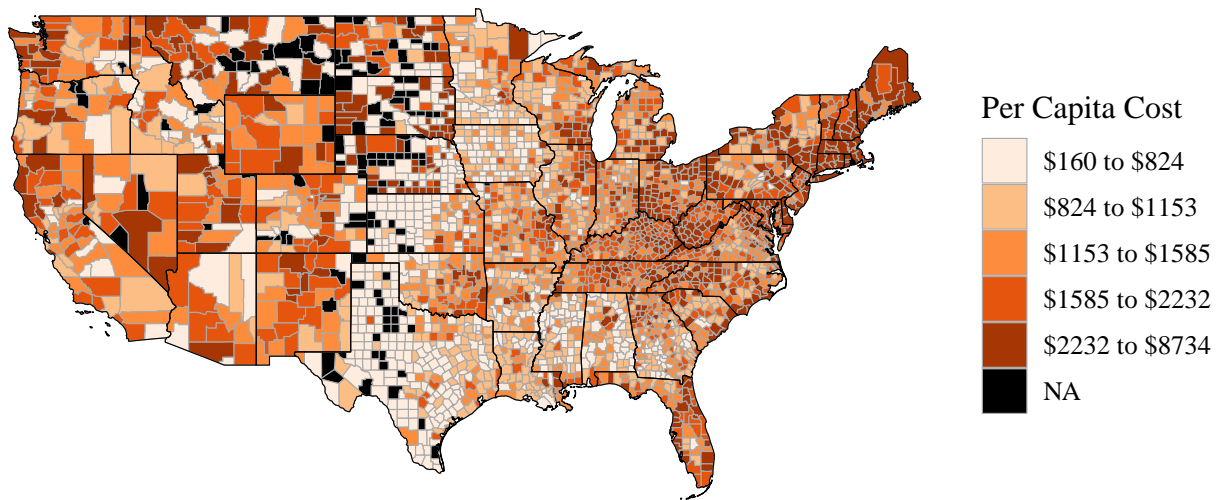 Per Capita Cost
$160 to $824
$824 to $1153
$1153 to $1585
$1585 to $2232
$2232 to $8734
NA